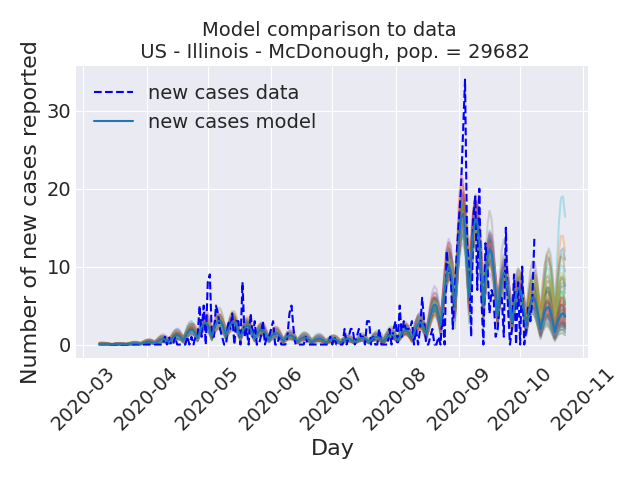 Model comparison to data
US - Illinois - McDonough, pop. = 29682
Number of new cases reported
30
20
10
0
new cases data
new cases model
2020-03
2020-04
2020-05
2020-06
2020-07
2020-08
2020-09
2020-10
2020-11
Day